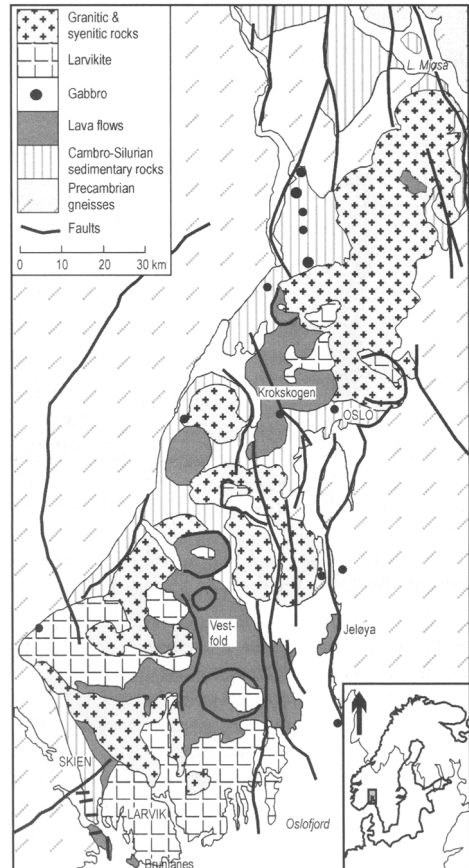 Granitic &
syenitic rocks
Larvikite
Gabbro
Lava flows
Cambro-Silurian
sedimentary rocks
Precambrian
gneisses
Faults
0 10 20 30 km
L. Mjøsa
Krokskogen
OSLO
Vest-
fold
Jeløya
SKIEN
LARVIK
Oslofjord
Brunlanes